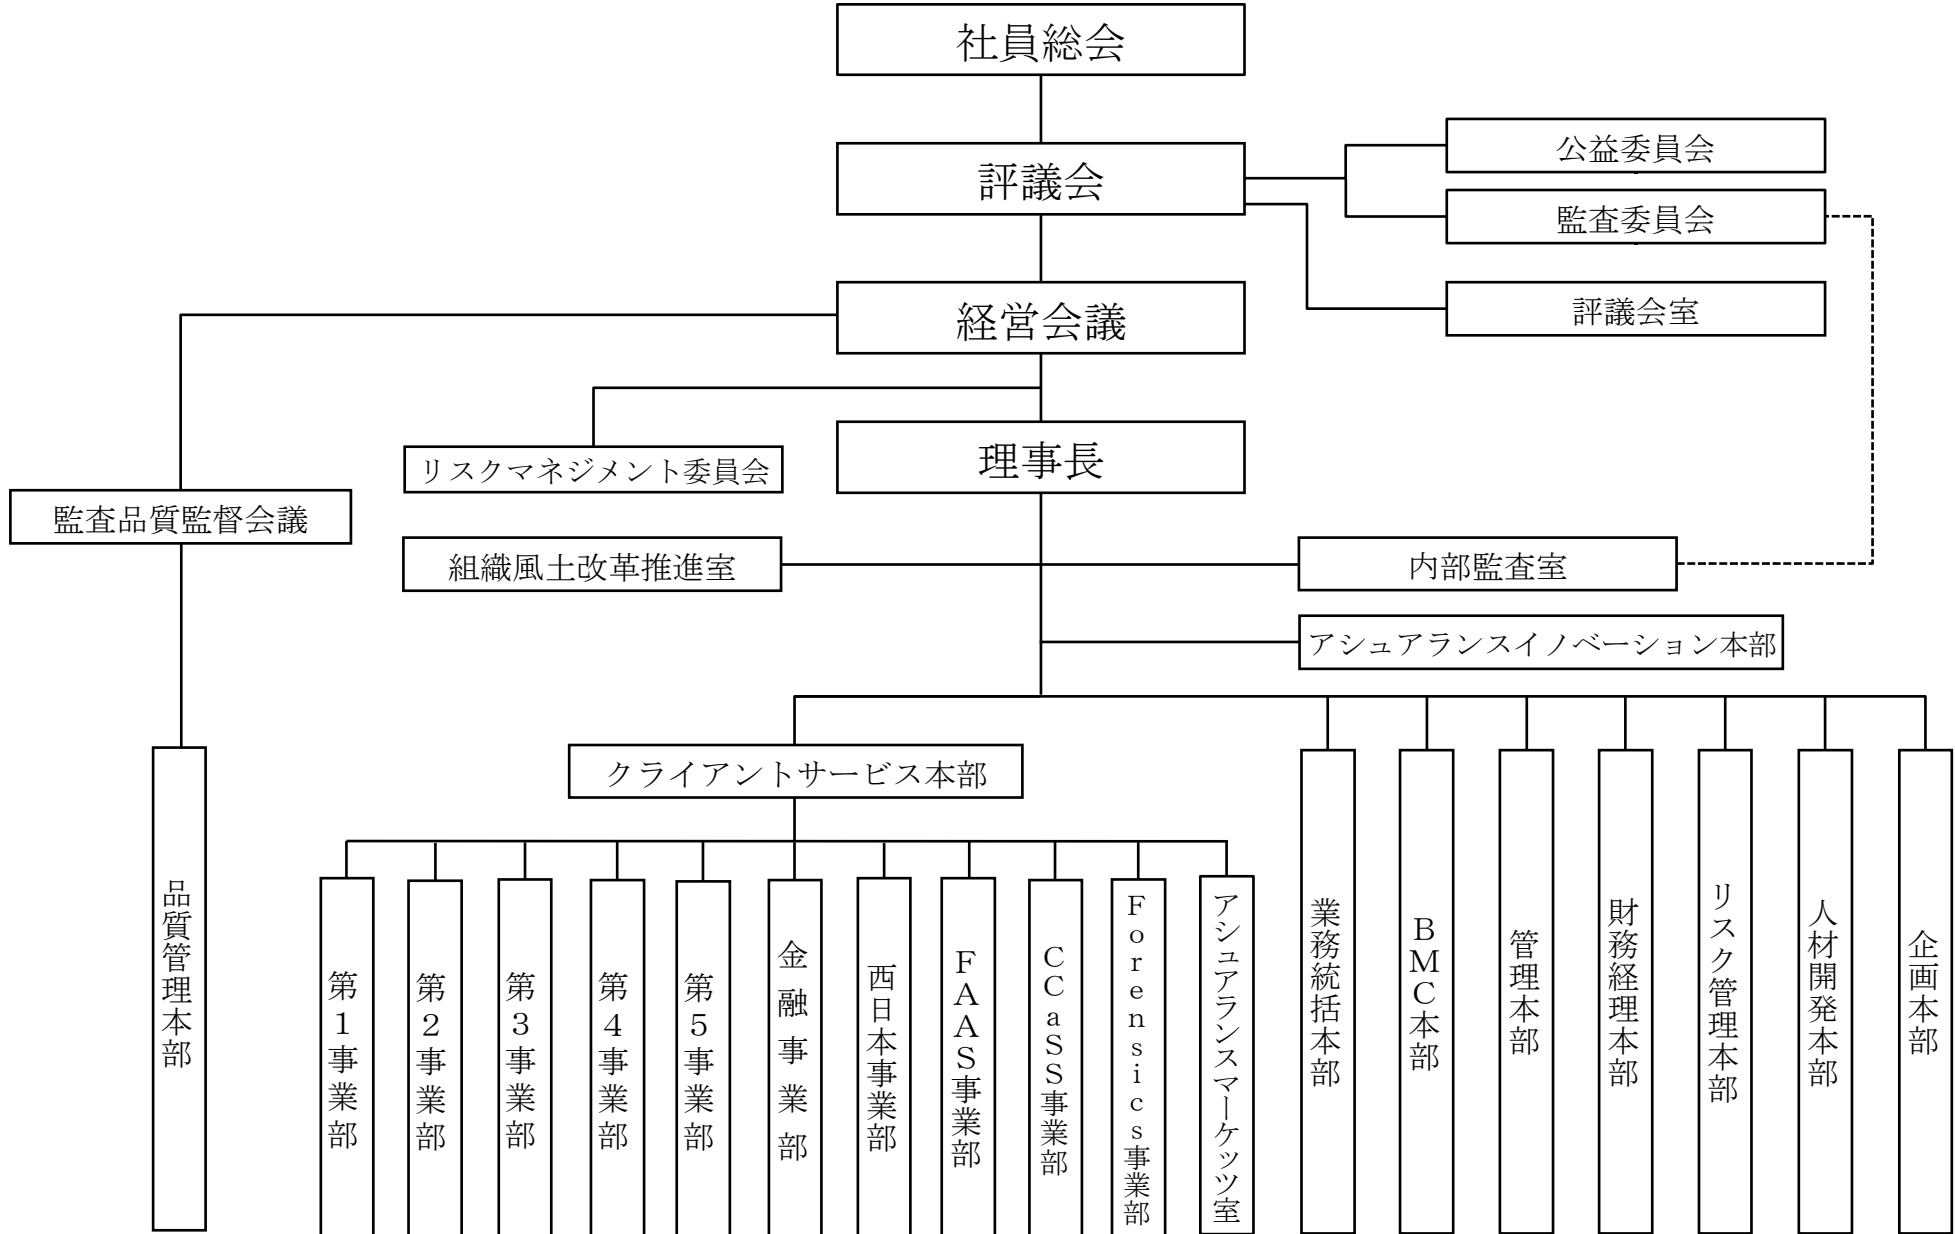 社員総会
評議会
公益委員会
監査委員会
評議会室
経営会議
リスクマネジメント委員会
理事長
監査品質監督会議
組織風土改革推進室
内部監査室
アシュアランスイノベーション本部
クライアントサービス本部
品質管理本部
第1事業部
第2事業部
第3事業部
第4事業部
第5事業部
金融事業部
西日本事業部
FAAS事業部
CCaSS事業部
Forensics事業部
アシュアランスマーケッツ室
業務統括本部
BMC本部
管理本部
財務経理本部
リスク管理本部
人材開発本部
企画本部